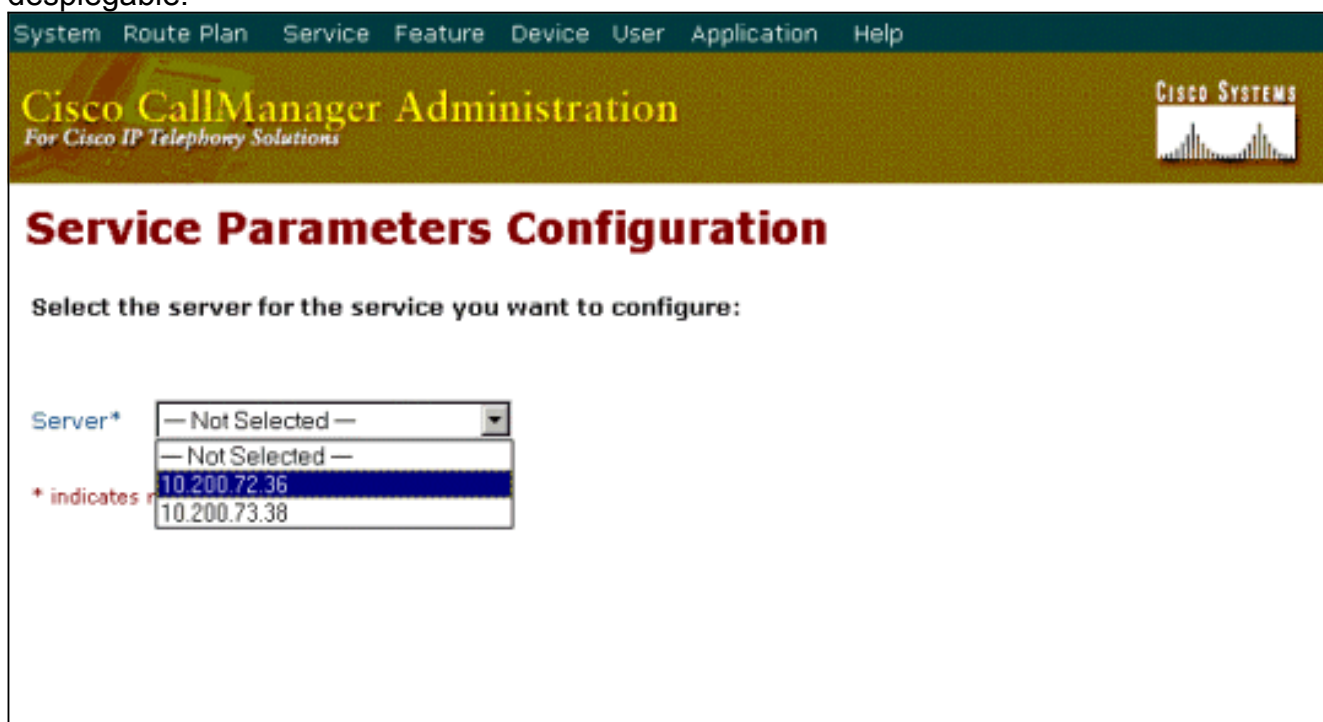 desplegable.
System Route Plan Service Feature Device User Application Help
Cisco CallManager Administration
For Cisco IP Telephony Solutions
CISCO SYSTEMS
Service Parameters Configuration
Select the server for the service you want to configure:
Server* — Not Selected —
— Not Selected —
10.200.72.36
* indicates r
10.200.73.38